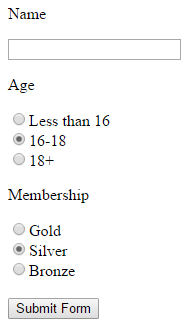 Name
Age
Less than 16
16-18
18+
Membership
Gold
Silver
Bronze
Submit Form